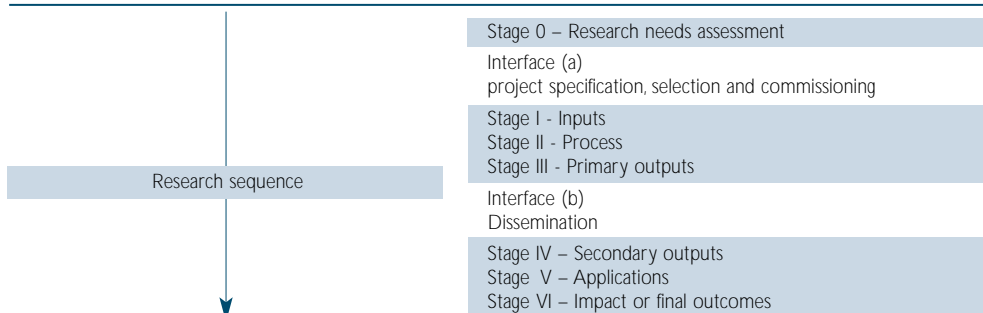 Stage 0 – Research needs assessment
Interface (a)
project specification, selection and commissioning
Stage I - Inputs
Stage II - Process
Stage III - Primary outputs
Research sequence
Interface (b)
Dissemination
Stage IV – Secondary outputs
Stage V – Applications
Stage VI – Impact or final outcomes